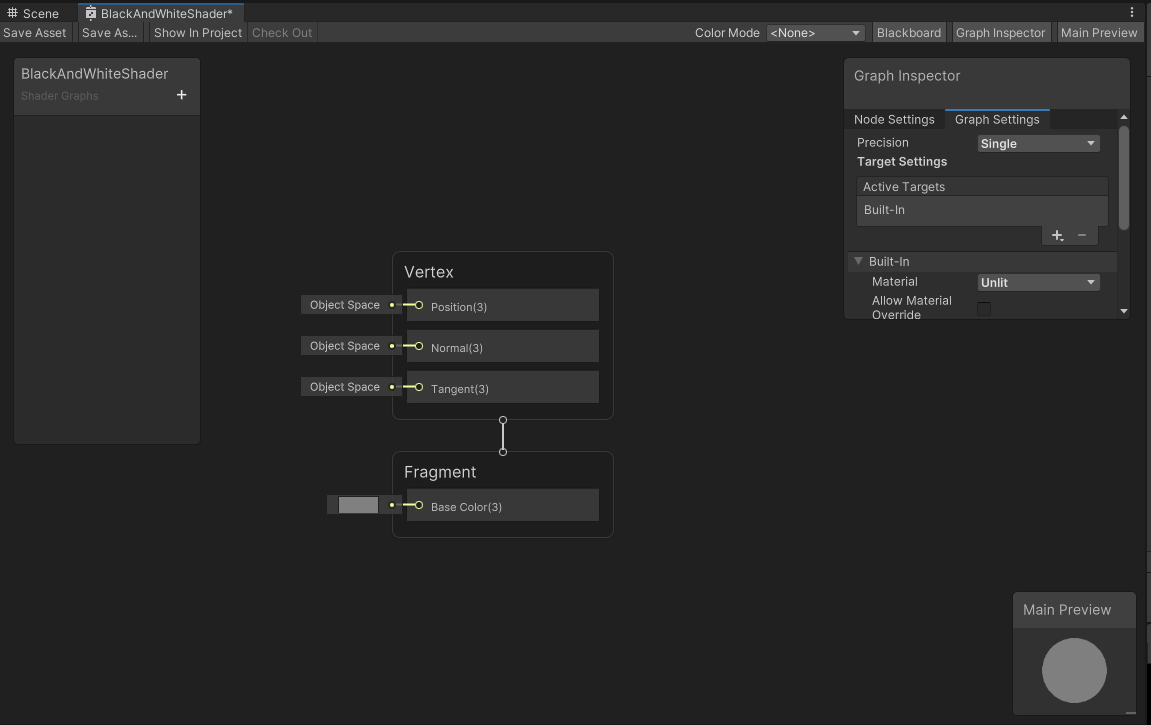 Scene
BlackAndWhiteShader*
Save Asset Save As... Show In Project Check Out
Color Mode <None> Blackboard Graph Inspector Main Preview
BlackAndWhiteShader
Shader Graphs
+
Graph Inspector
Node Settings Graph Settings
Precision Single
Target Settings
Active Targets
Built-In
+ −
Built-In
Material Unlit
Allow Material
Override
Vertex
Object Space Position(3)
Object Space Normal(3)
Object Space Tangent(3)
Fragment
Base Color(3)
Main Preview